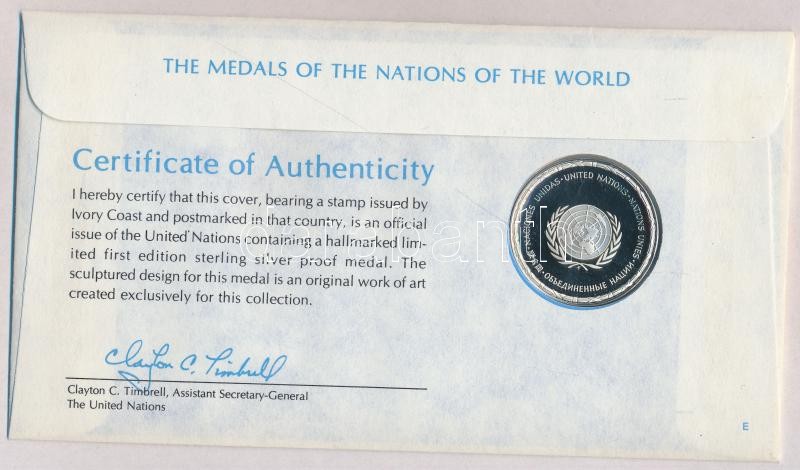 THE MEDALS OF THE NATIONS OF THE WORLD
Certificate of Authenticity
I hereby certify that this cover, bearing a stamp issued by
Ivory Coast and postmarked in that country, is an official
issue of the United Nations containing a hallmarked lim-
ited first edition sterling silver proof medal. The
sculptured design for this medal is an original work of art
created exclusively for this collection.
Clayton C. Timbrell
Clayton C. Timbrell, Assistant Secretary-General
The United Nations
NACIONES UNIDAS · UNITED NATIONS · NATIONS UNIES · ОБЪЕДИНЕННЫЕ НАЦИИ ·
E